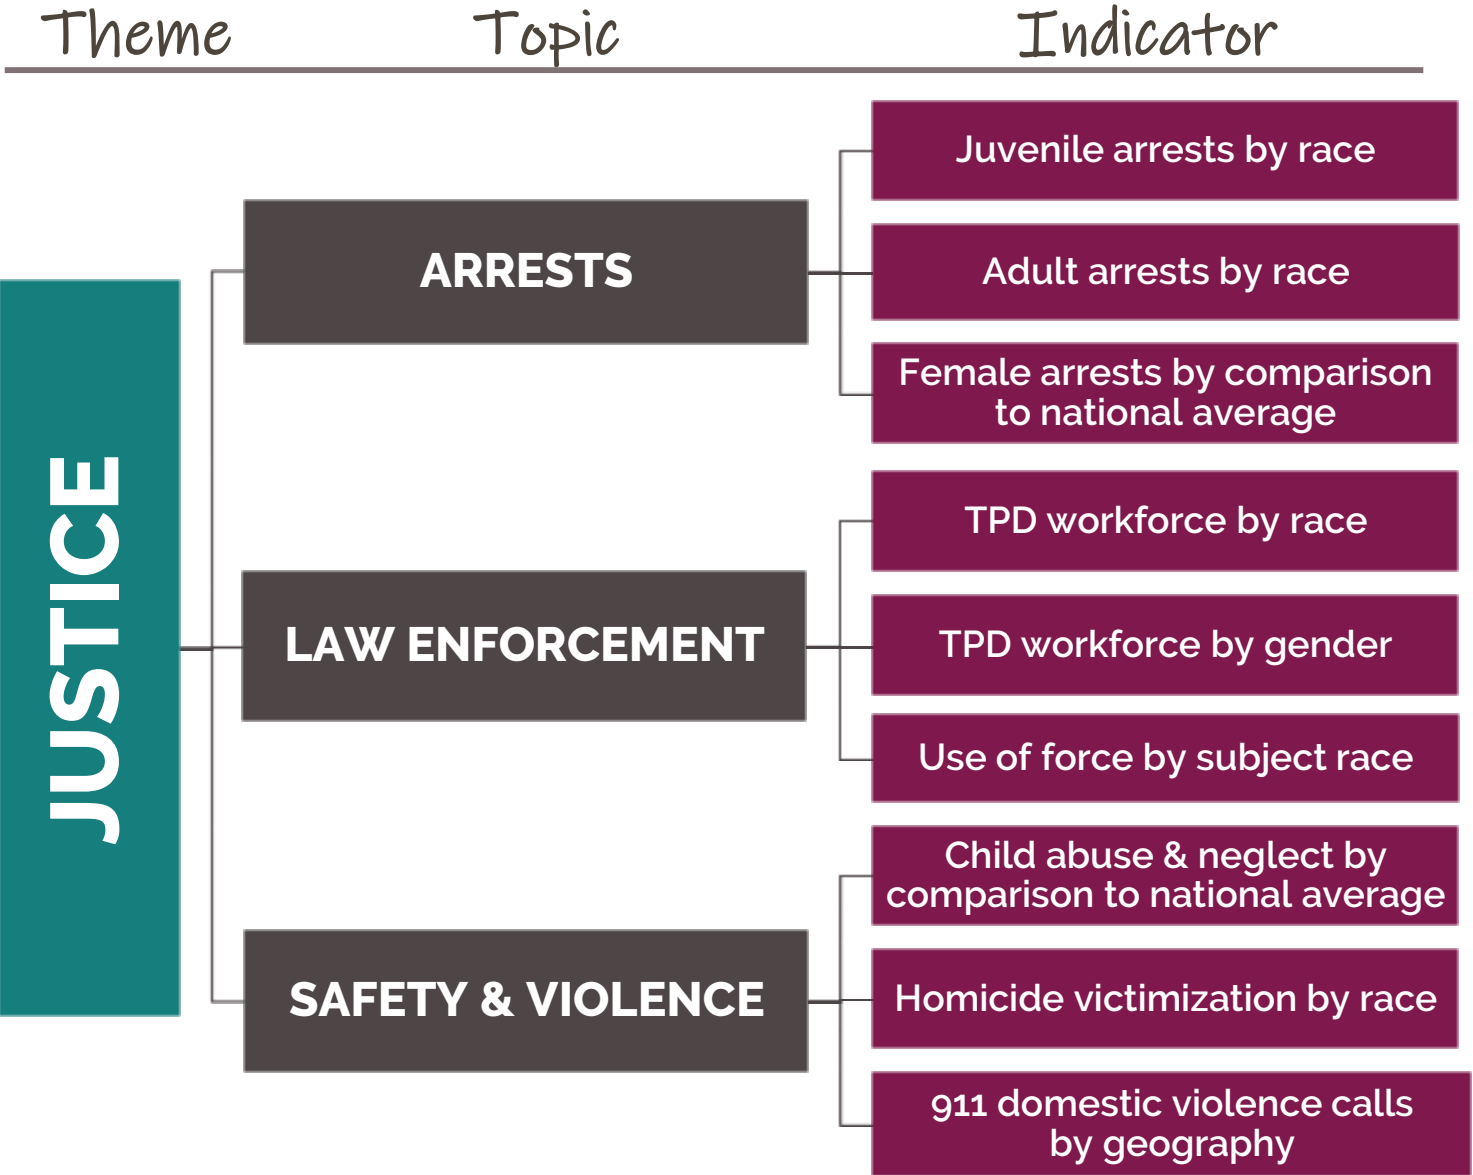 Theme Topic Indicator
JUSTICE
ARRESTS
Juvenile arrests by race
Adult arrests by race
Female arrests by comparison
to national average
LAW ENFORCEMENT
TPD workforce by race
TPD workforce by gender
Use of force by subject race
SAFETY & VIOLENCE
Child abuse & neglect by
comparison to national average
Homicide victimization by race
911 domestic violence calls
by geography